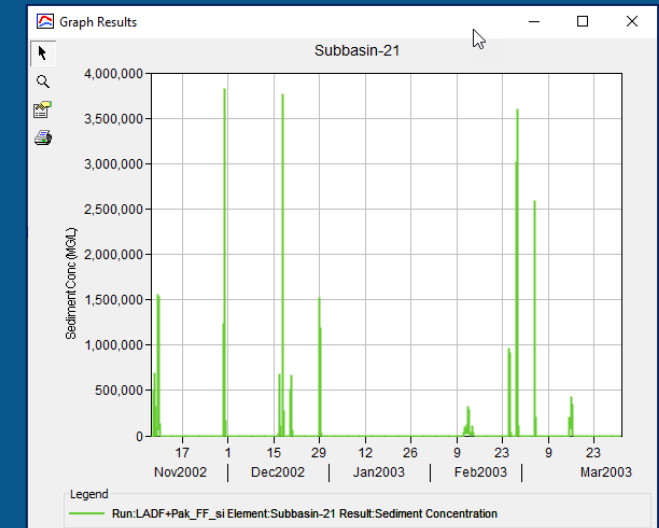 Graph Results
Subbasin-21
4,000,000
3,500,000
3,000,000
2,500,000
2,000,000
1,500,000
1,000,000
500,000
0
Sediment Conc (MG/L)
17 1 15 29 12 26 9 23 9 23
Nov2002 Dec2002 Jan2003 Feb2003 Mar2003
Legend
Run:LADF+Pak_FF_si Element:Subbasin-21 Result:Sediment Concentration